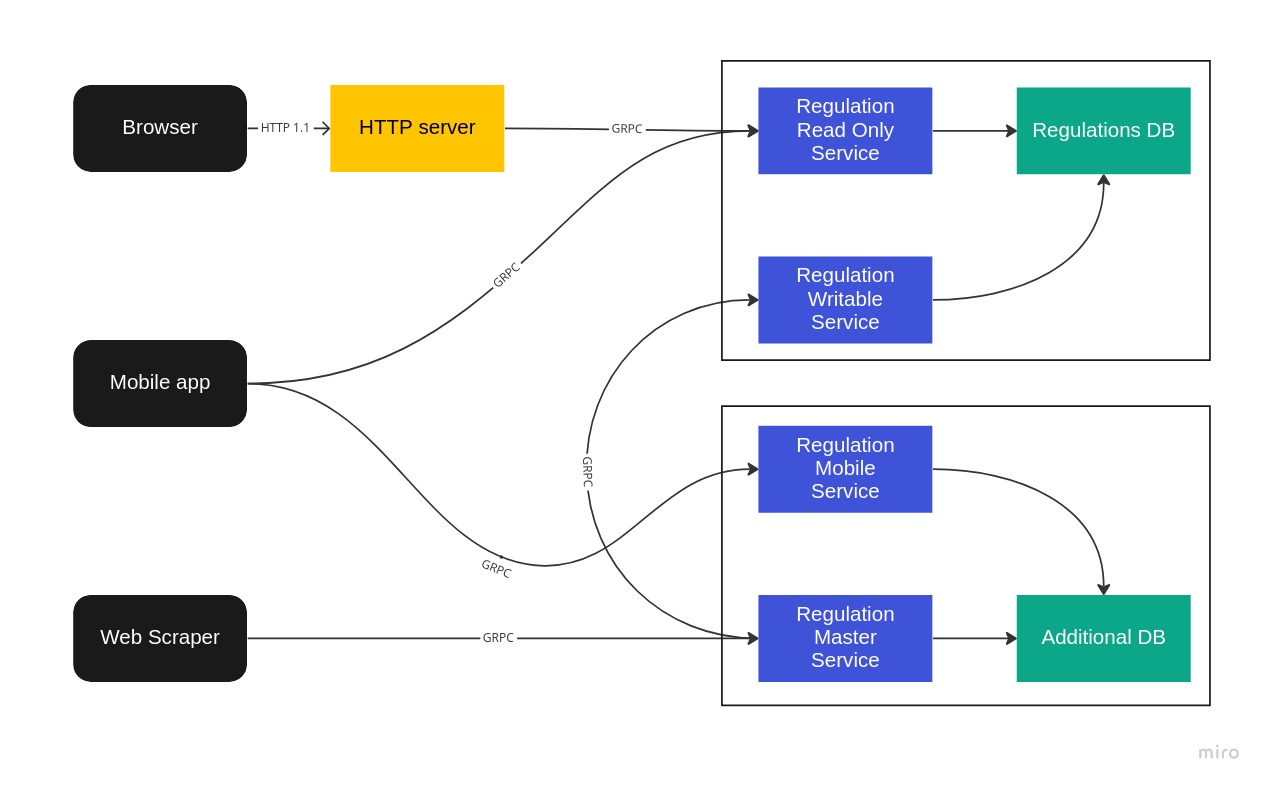 Browser
HTTP 1.1
HTTP server
GRPC
Regulation
Read Only
Service
Regulations DB
GRPC
Regulation
Writable
Service
Mobile app
GRPC
Regulation
Mobile
Service
GRPC
Web Scraper
GRPC
Regulation
Master
Service
Additional DB
miro